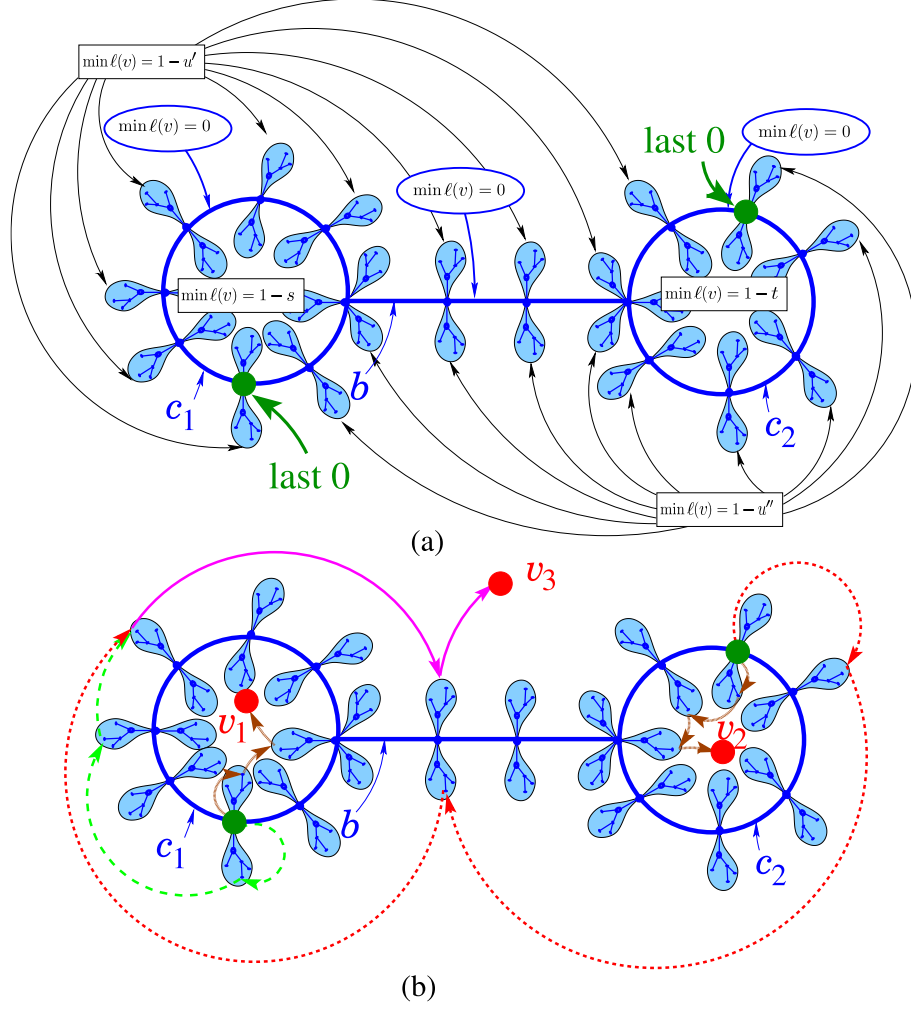 min ℓ(v) = 1 − u′
min ℓ(v) = 0
min ℓ(v) = 0
last 0
min ℓ(v) = 0
min ℓ(v) = 1 − s
min ℓ(v) = 1 − t
b
c₁
c₂
last 0
min ℓ(v) = 1 − u″
(a)
v₃
v₁
v₂
b
c₁
c₂
(b)